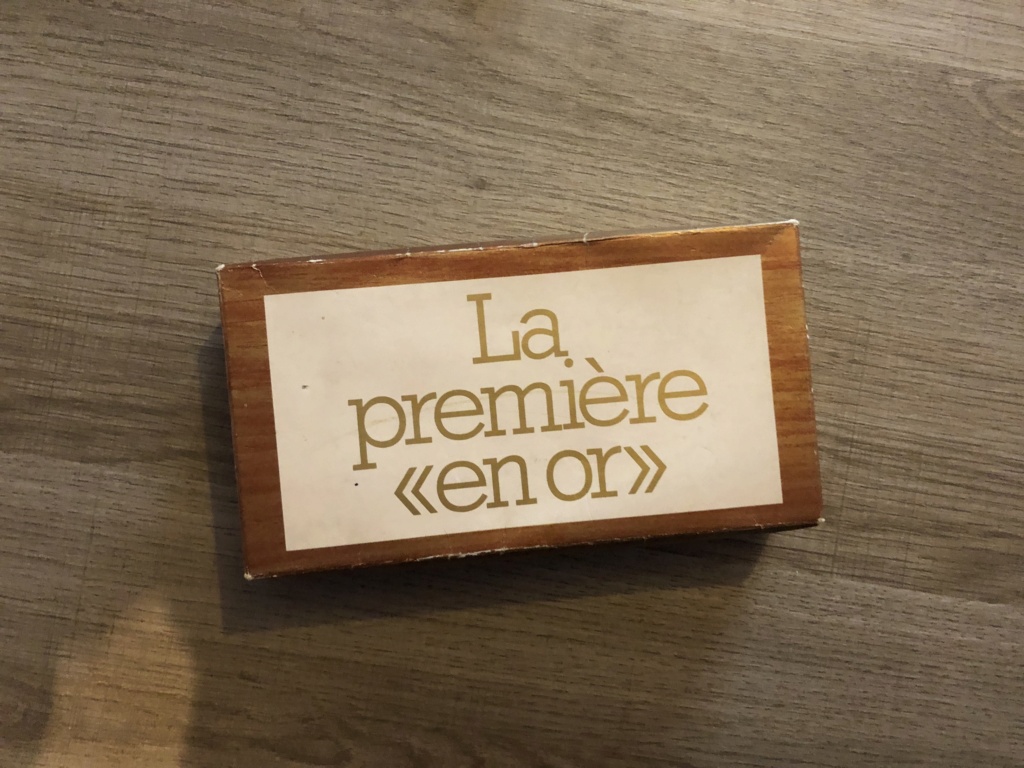 La
première
«en or»